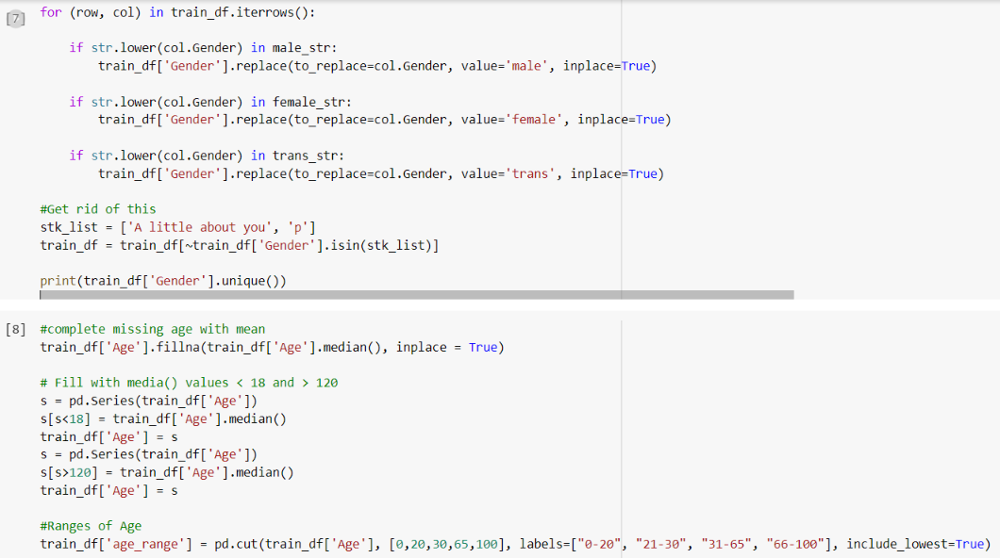 [7]
for (row, col) in train_df.iterrows():
if str.lower(col.Gender) in male_str:
train_df['Gender'].replace(to_replace=col.Gender, value='male', inplace=True)
if str.lower(col.Gender) in female_str:
train_df['Gender'].replace(to_replace=col.Gender, value='female', inplace=True)
if str.lower(col.Gender) in trans_str:
train_df['Gender'].replace(to_replace=col.Gender, value='trans', inplace=True)
#Get rid of this
stk_list = ['A little about you', 'p']
train_df = train_df[~train_df['Gender'].isin(stk_list)]
print(train_df['Gender'].unique())
[8]
#complete missing age with mean
train_df['Age'].fillna(train_df['Age'].median(), inplace = True)
# Fill with media() values < 18 and > 120
s = pd.Series(train_df['Age'])
s[s<18] = train_df['Age'].median()
train_df['Age'] = s
s = pd.Series(train_df['Age'])
s[s>120] = train_df['Age'].median()
train_df['Age'] = s
#Ranges of Age
train_df['age_range'] = pd.cut(train_df['Age'], [0,20,30,65,100], labels=["0-20", "21-30", "31-65", "66-100"], include_lowest=True)